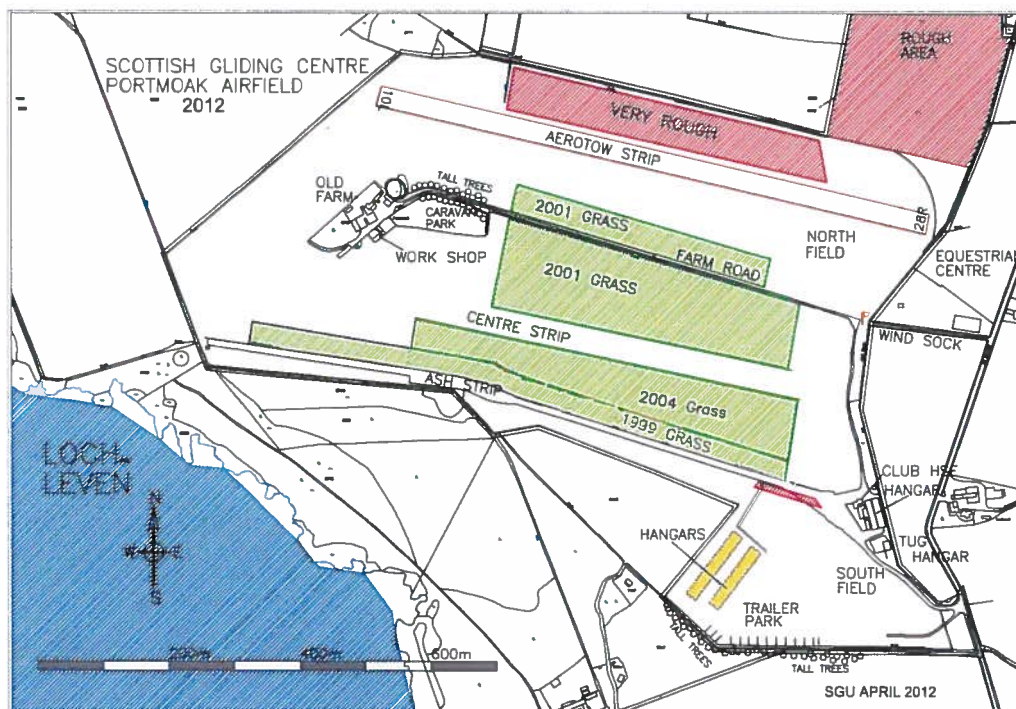 SCOTTISH GLIDING CENTRE
PORTMOAK AIRFIELD
2012
ROUGH
AREA
VERY ROUGH
10L
AEROTOW STRIP
28R
TALL TREES
OLD
FARM
CARAVAN
PARK
WORK SHOP
2001 GRASS
FARM ROAD
2001 GRASS
NORTH
FIELD
EQUESTRIAN
CENTRE
F
WIND SOCK
CENTRE STRIP
ASH STRIP
2004 Grass
1999 GRASS
LOCH
LEVEN
N
W E
S
CLUB HSE
HANGAR
TUG
HANGAR
HANGARS
SOUTH
FIELD
TRAILER
PARK
TALL TREES
TALL TREES
200m 400m 600m
SGU APRIL 2012